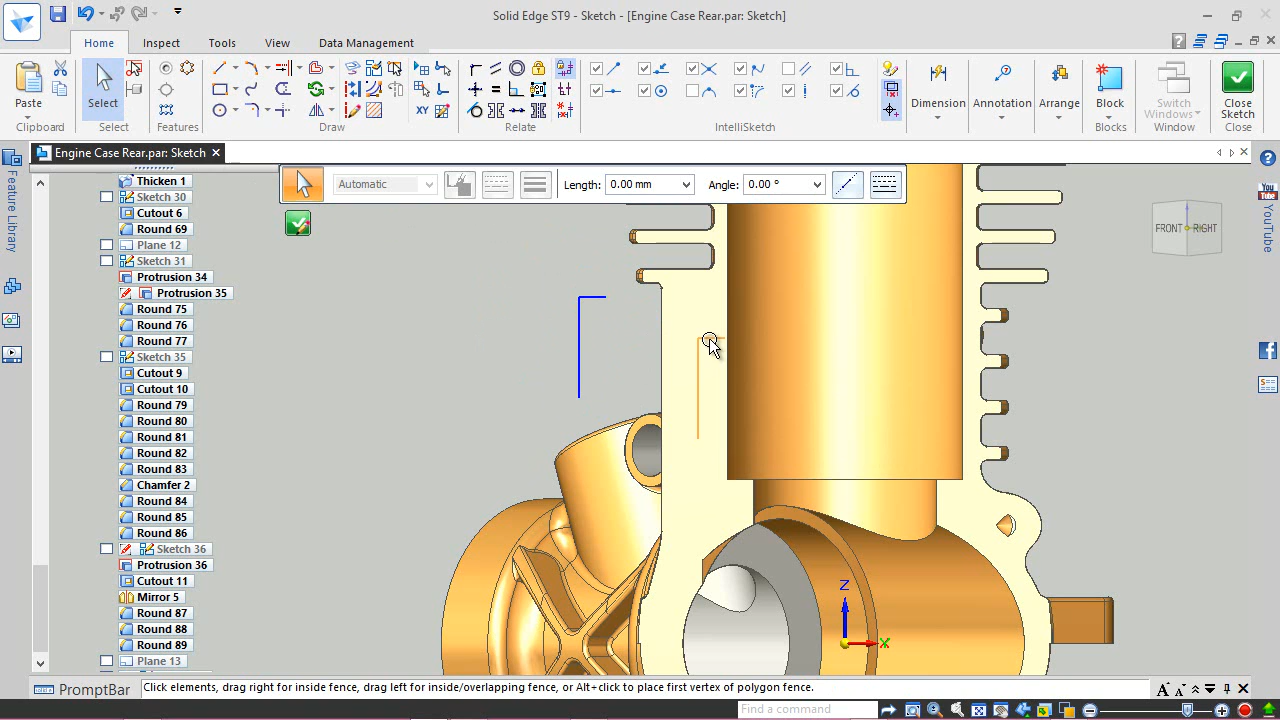 Solid Edge ST9 - Sketch - [Engine Case Rear.par: Sketch]
Home
Inspect
Tools
View
Data Management
Paste
Clipboard
Select
Select
Features
Draw
XY
Relate
IntelliSketch
Dimension
Annotation
Arrange
Block
Blocks
Switch
Windows
Window
Close
Sketch
Close
Engine Case Rear.par: Sketch
Automatic
Length: 0.00 mm
Angle: 0.00 °
Feature Library
You
Tube
YouTube
FRONT
RIGHT
Thicken 1
Sketch 30
Cutout 6
Round 69
Plane 12
Sketch 31
Protrusion 34
Protrusion 35
Round 75
Round 76
Round 77
Sketch 35
Cutout 9
Cutout 10
Round 79
Round 80
Round 81
Round 82
Round 83
Chamfer 2
Round 84
Round 85
Round 86
Sketch 36
Protrusion 36
Cutout 11
Mirror 5
Round 87
Round 88
Round 89
Plane 13
Z
X
PromptBar
Click elements, drag right for inside fence, drag left for inside/overlapping fence, or Alt+click to place first vertex of polygon fence.
Find a command